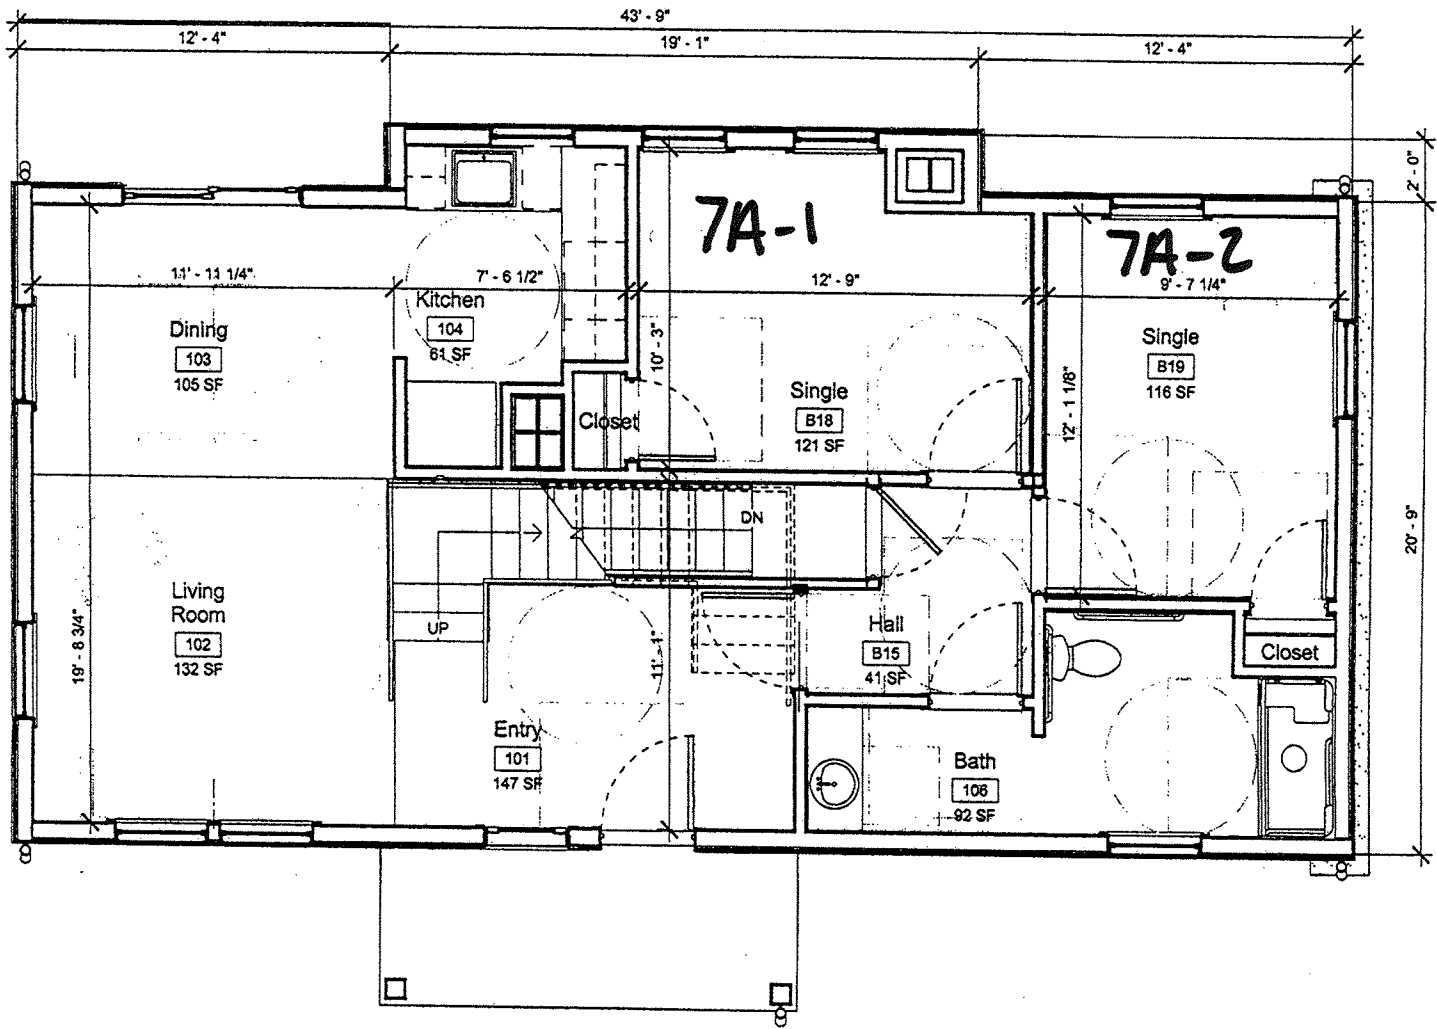 43' - 9"
12' - 4"
19' - 1"
12' - 4"
2' - 0"
7A-1
7A-2
11' - 11 1/4"
7' - 6 1/2"
12' - 9"
9' - 7 1/4"
Kitchen
104
61 SF
Dining
103
105 SF
10' - 3"
Single
B19
116 SF
Single
B18
121 SF
Closet
12' - 1 1/8"
DN
20' - 9"
Living
Room
102
132 SF
19' - 8 3/4"
UP
11' - 1"
Hall
B15
41 SF
Closet
Entry
101
147 SF
Bath
106
92 SF